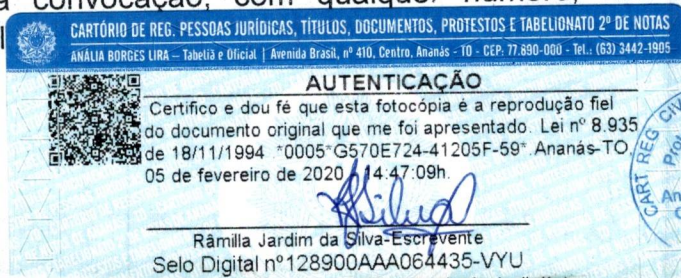 a convocação, com qualquer número,
CARTÓRIO DE REG. PESSOAS JURÍDICAS, TÍTULOS, DOCUMENTOS, PROTESTOS E TABELIONATO 2º DE NOTAS
ANÁLIA BORGES LIRA – Tabeliã e Oficial | Avenida Brasil, nº 410, Centro, Ananás - TO - CEP: 77.890-000 - Tel.: (63) 3442-1905
AUTENTICAÇÃO
Certifico e dou fé que esta fotocópia é a reprodução fiel
do documento original que me foi apresentado. Lei nº 8.935
de 18/11/1994 .*0005*G570E724-41205F-59*.Ananás-TO,
05 de fevereiro de 2020 14:47:09h.
Râmilla Jardim da Silva-Escrevente
Selo Digital nº128900AAA064435-VYU
CART REG CIV